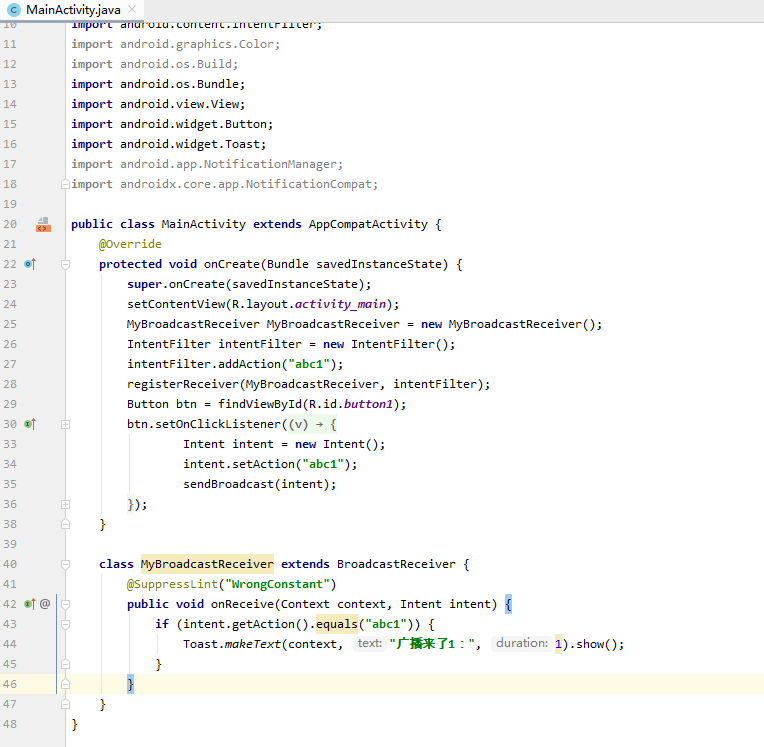 MainActivity.java
10 import android.content.IntentFilter;
11 import android.graphics.Color;
12 import android.os.Build;
13 import android.os.Bundle;
14 import android.view.View;
15 import android.widget.Button;
16 import android.widget.Toast;
17 import android.app.NotificationManager;
18 import androidx.core.app.NotificationCompat;
19
20 public class MainActivity extends AppCompatActivity {
21 @Override
22 protected void onCreate(Bundle savedInstanceState) {
23 super.onCreate(savedInstanceState);
24 setContentView(R.layout.activity_main);
25 MyBroadcastReceiver MyBroadcastReceiver = new MyBroadcastReceiver();
26 IntentFilter intentFilter = new IntentFilter();
27 intentFilter.addAction("abc1");
28 registerReceiver(MyBroadcastReceiver, intentFilter);
29 Button btn = findViewById(R.id.button1);
30 btn.setOnClickListener((v) → {
33 Intent intent = new Intent();
34 intent.setAction("abc1");
35 sendBroadcast(intent);
36 });
38 }
39
40 class MyBroadcastReceiver extends BroadcastReceiver {
41 @SuppressLint("WrongConstant")
42 @ public void onReceive(Context context, Intent intent) {
43 if (intent.getAction().equals("abc1")) {
44 Toast.makeText(context, text: "广播来了1：", duration: 1).show();
45 }
46 }
47 }
48 }